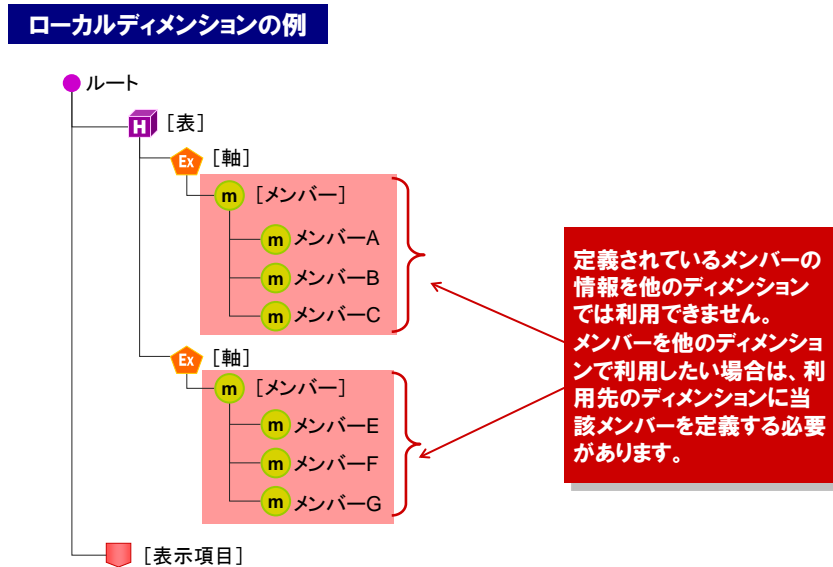 ローカルディメンションの例
ルート
H ［表］
Ex ［軸］
m ［メンバー］
m メンバーA
m メンバーB
m メンバーC
Ex ［軸］
m ［メンバー］
m メンバーE
m メンバーF
m メンバーG
［表示項目］
定義されているメンバーの
情報を他のディメンション
では利用できません。
メンバーを他のディメンショ
ンで利用したい場合は、利
用先のディメンションに当
該メンバーを定義する必要
があります。